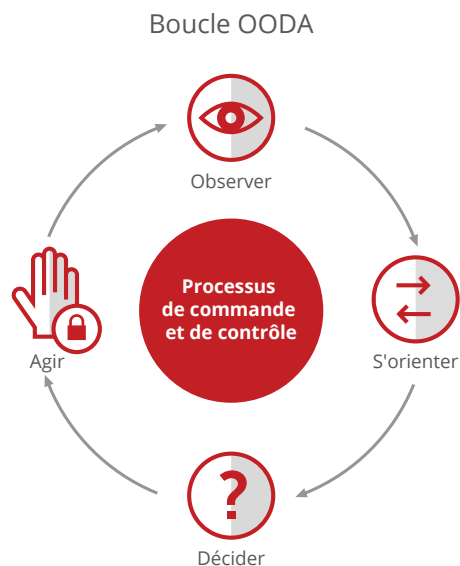 Boucle OODA
Observer
Processus
de commande
et de contrôle
Agir
S'orienter
?
Décider